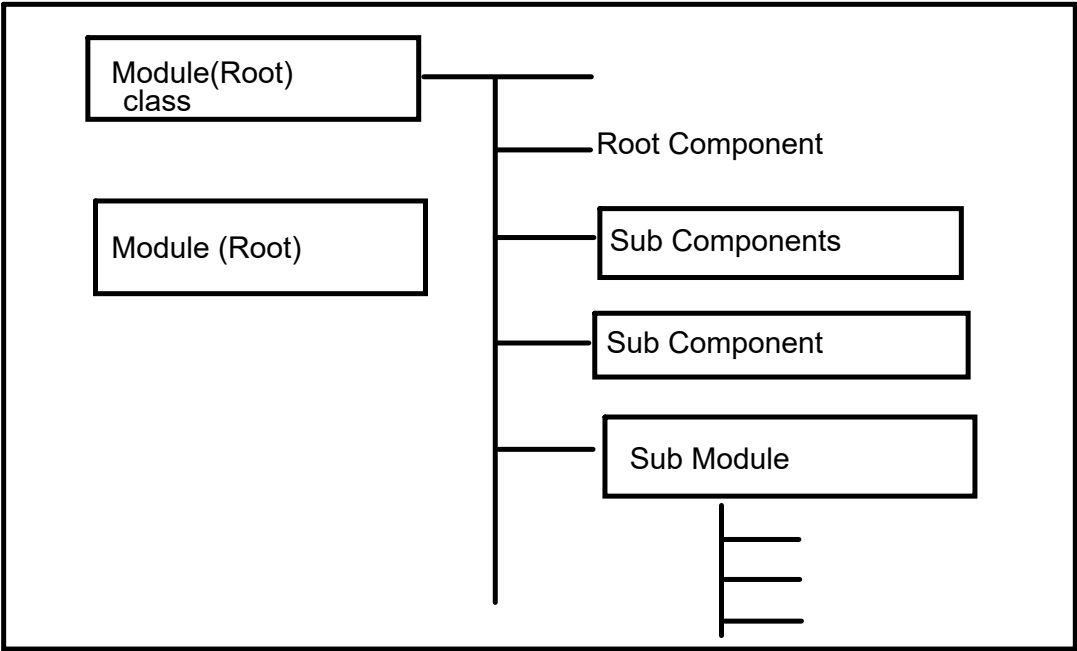 Module(Root)
class
Root Component
Module (Root)
Sub Components
Sub Component
Sub Module